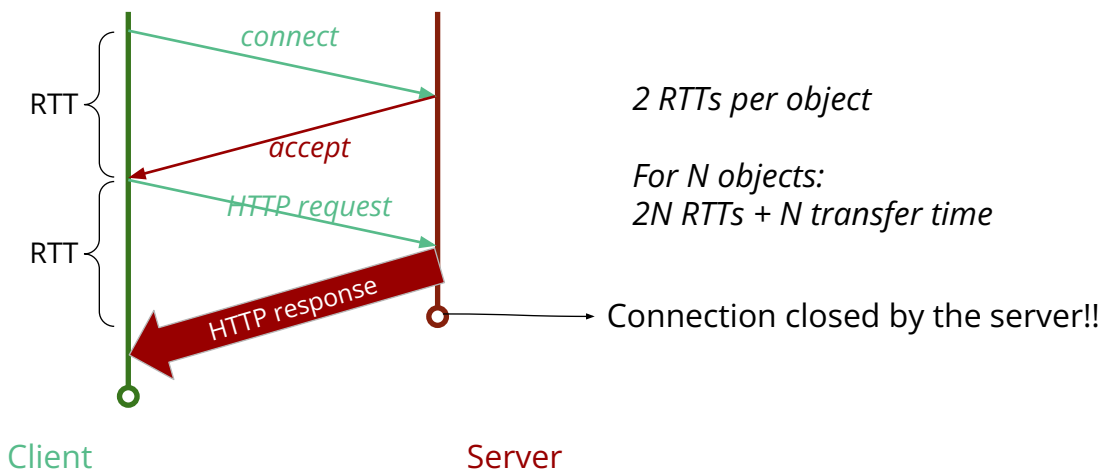 connect
RTT
2 RTTs per object
accept
For N objects:
HTTP request
2N RTTs + N transfer time
RTT
HTTP response
Connection closed by the server!!
Client
Server